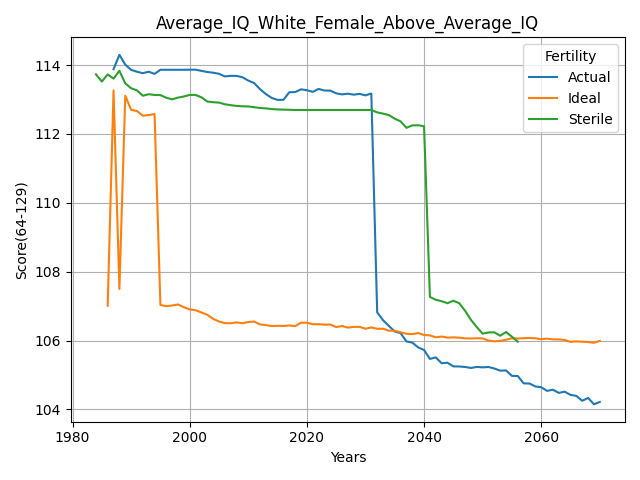 Average_IQ_White_Female_Above_Average_IQ
Fertility
Actual
Ideal
Sterile
Score(64-129)
114
112
110
108
106
104
1980
2000
2020
2040
2060
Years